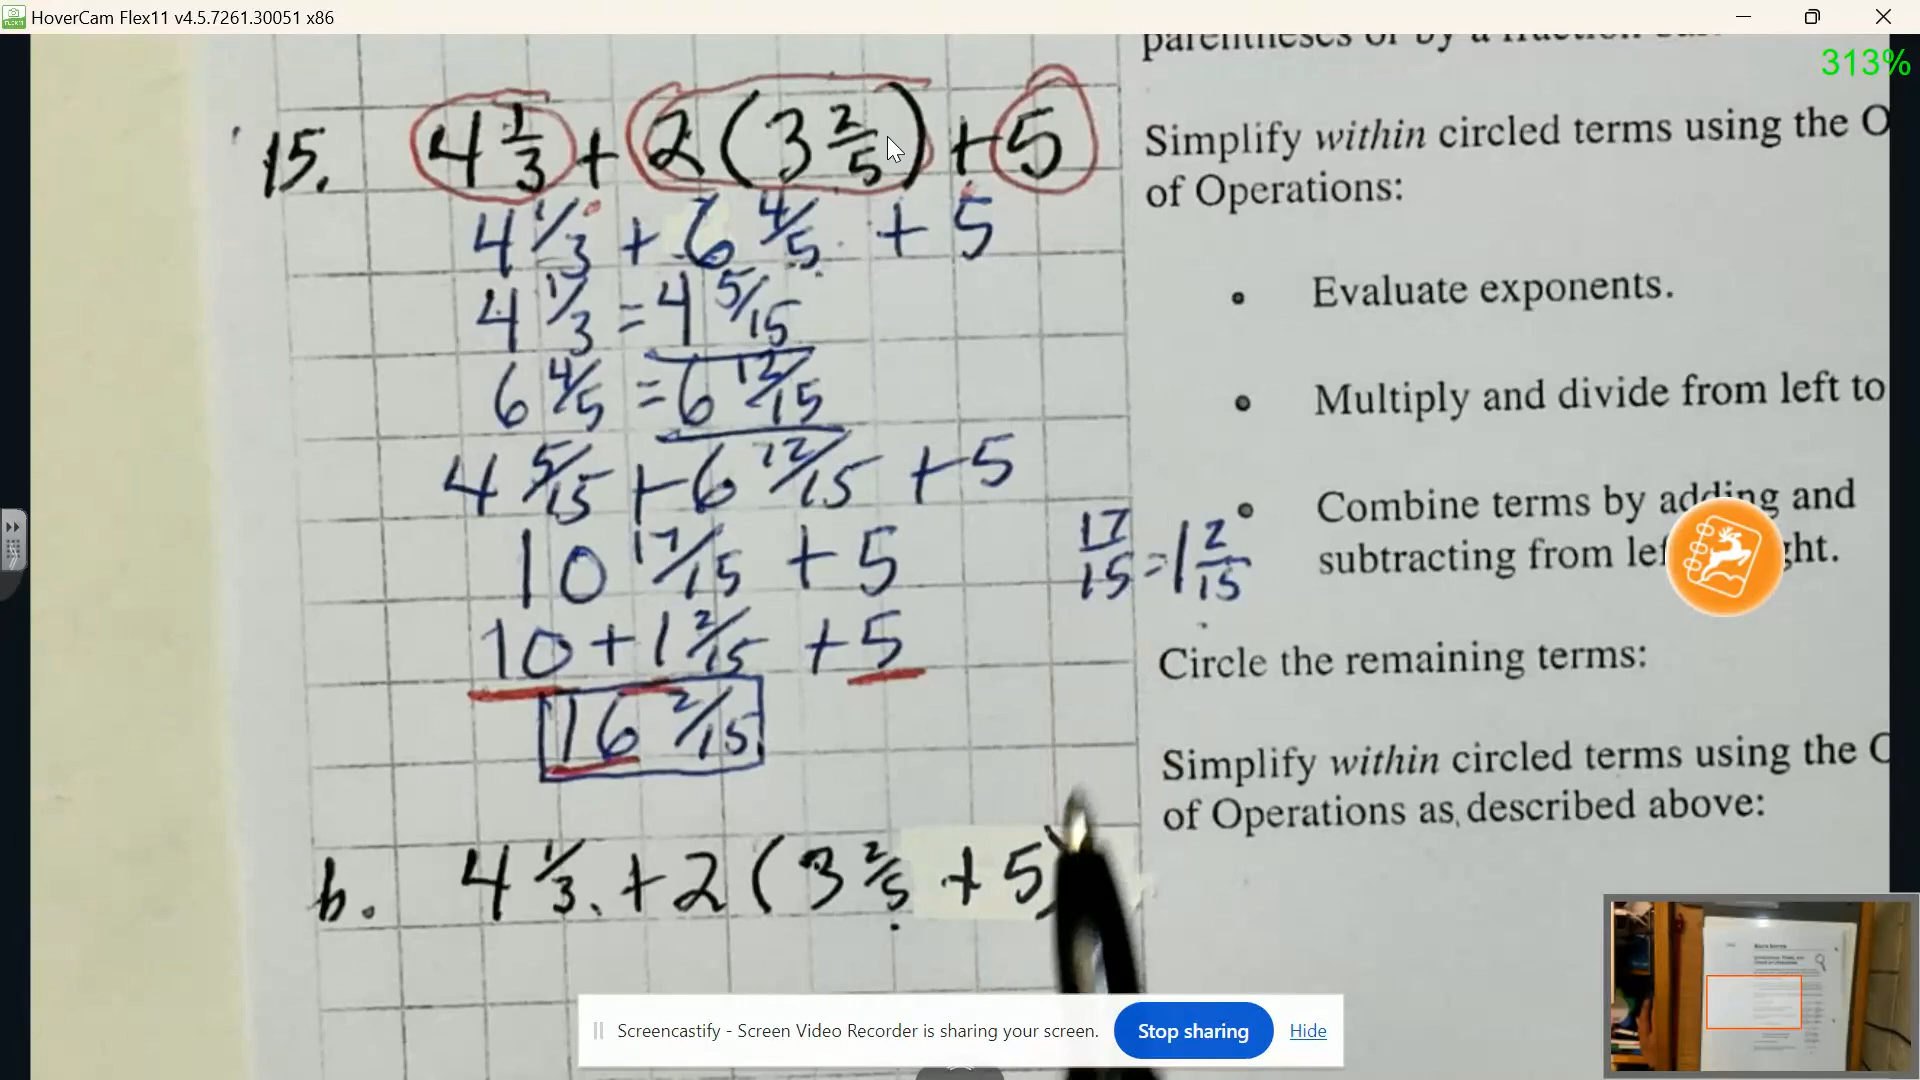 HoverCam Flex11 v4.5.7261.30051 x86
313%
15. 4 1/3 + 2(3 2/5) + 5
4 1/3 + 6 4/5 + 5
4 1/3 = 4 5/15
6 4/5 = 6 12/15
4 5/15 + 6 12/15 + 5
10 17/15 + 5
17/15 = 1 2/15
10 + 1 2/15 + 5
16 2/15
b. 4 1/3 + 2(3 2/5 + 5)
parentheses or by a fraction
Simplify within circled terms using the O
of Operations:
• Evaluate exponents.
• Multiply and divide from left to
• Combine terms by adding and
subtracting from lef ght.
Circle the remaining terms:
Simplify within circled terms using the O
of Operations as described above:
Screencastify - Screen Video Recorder is sharing your screen.
Stop sharing
Hide